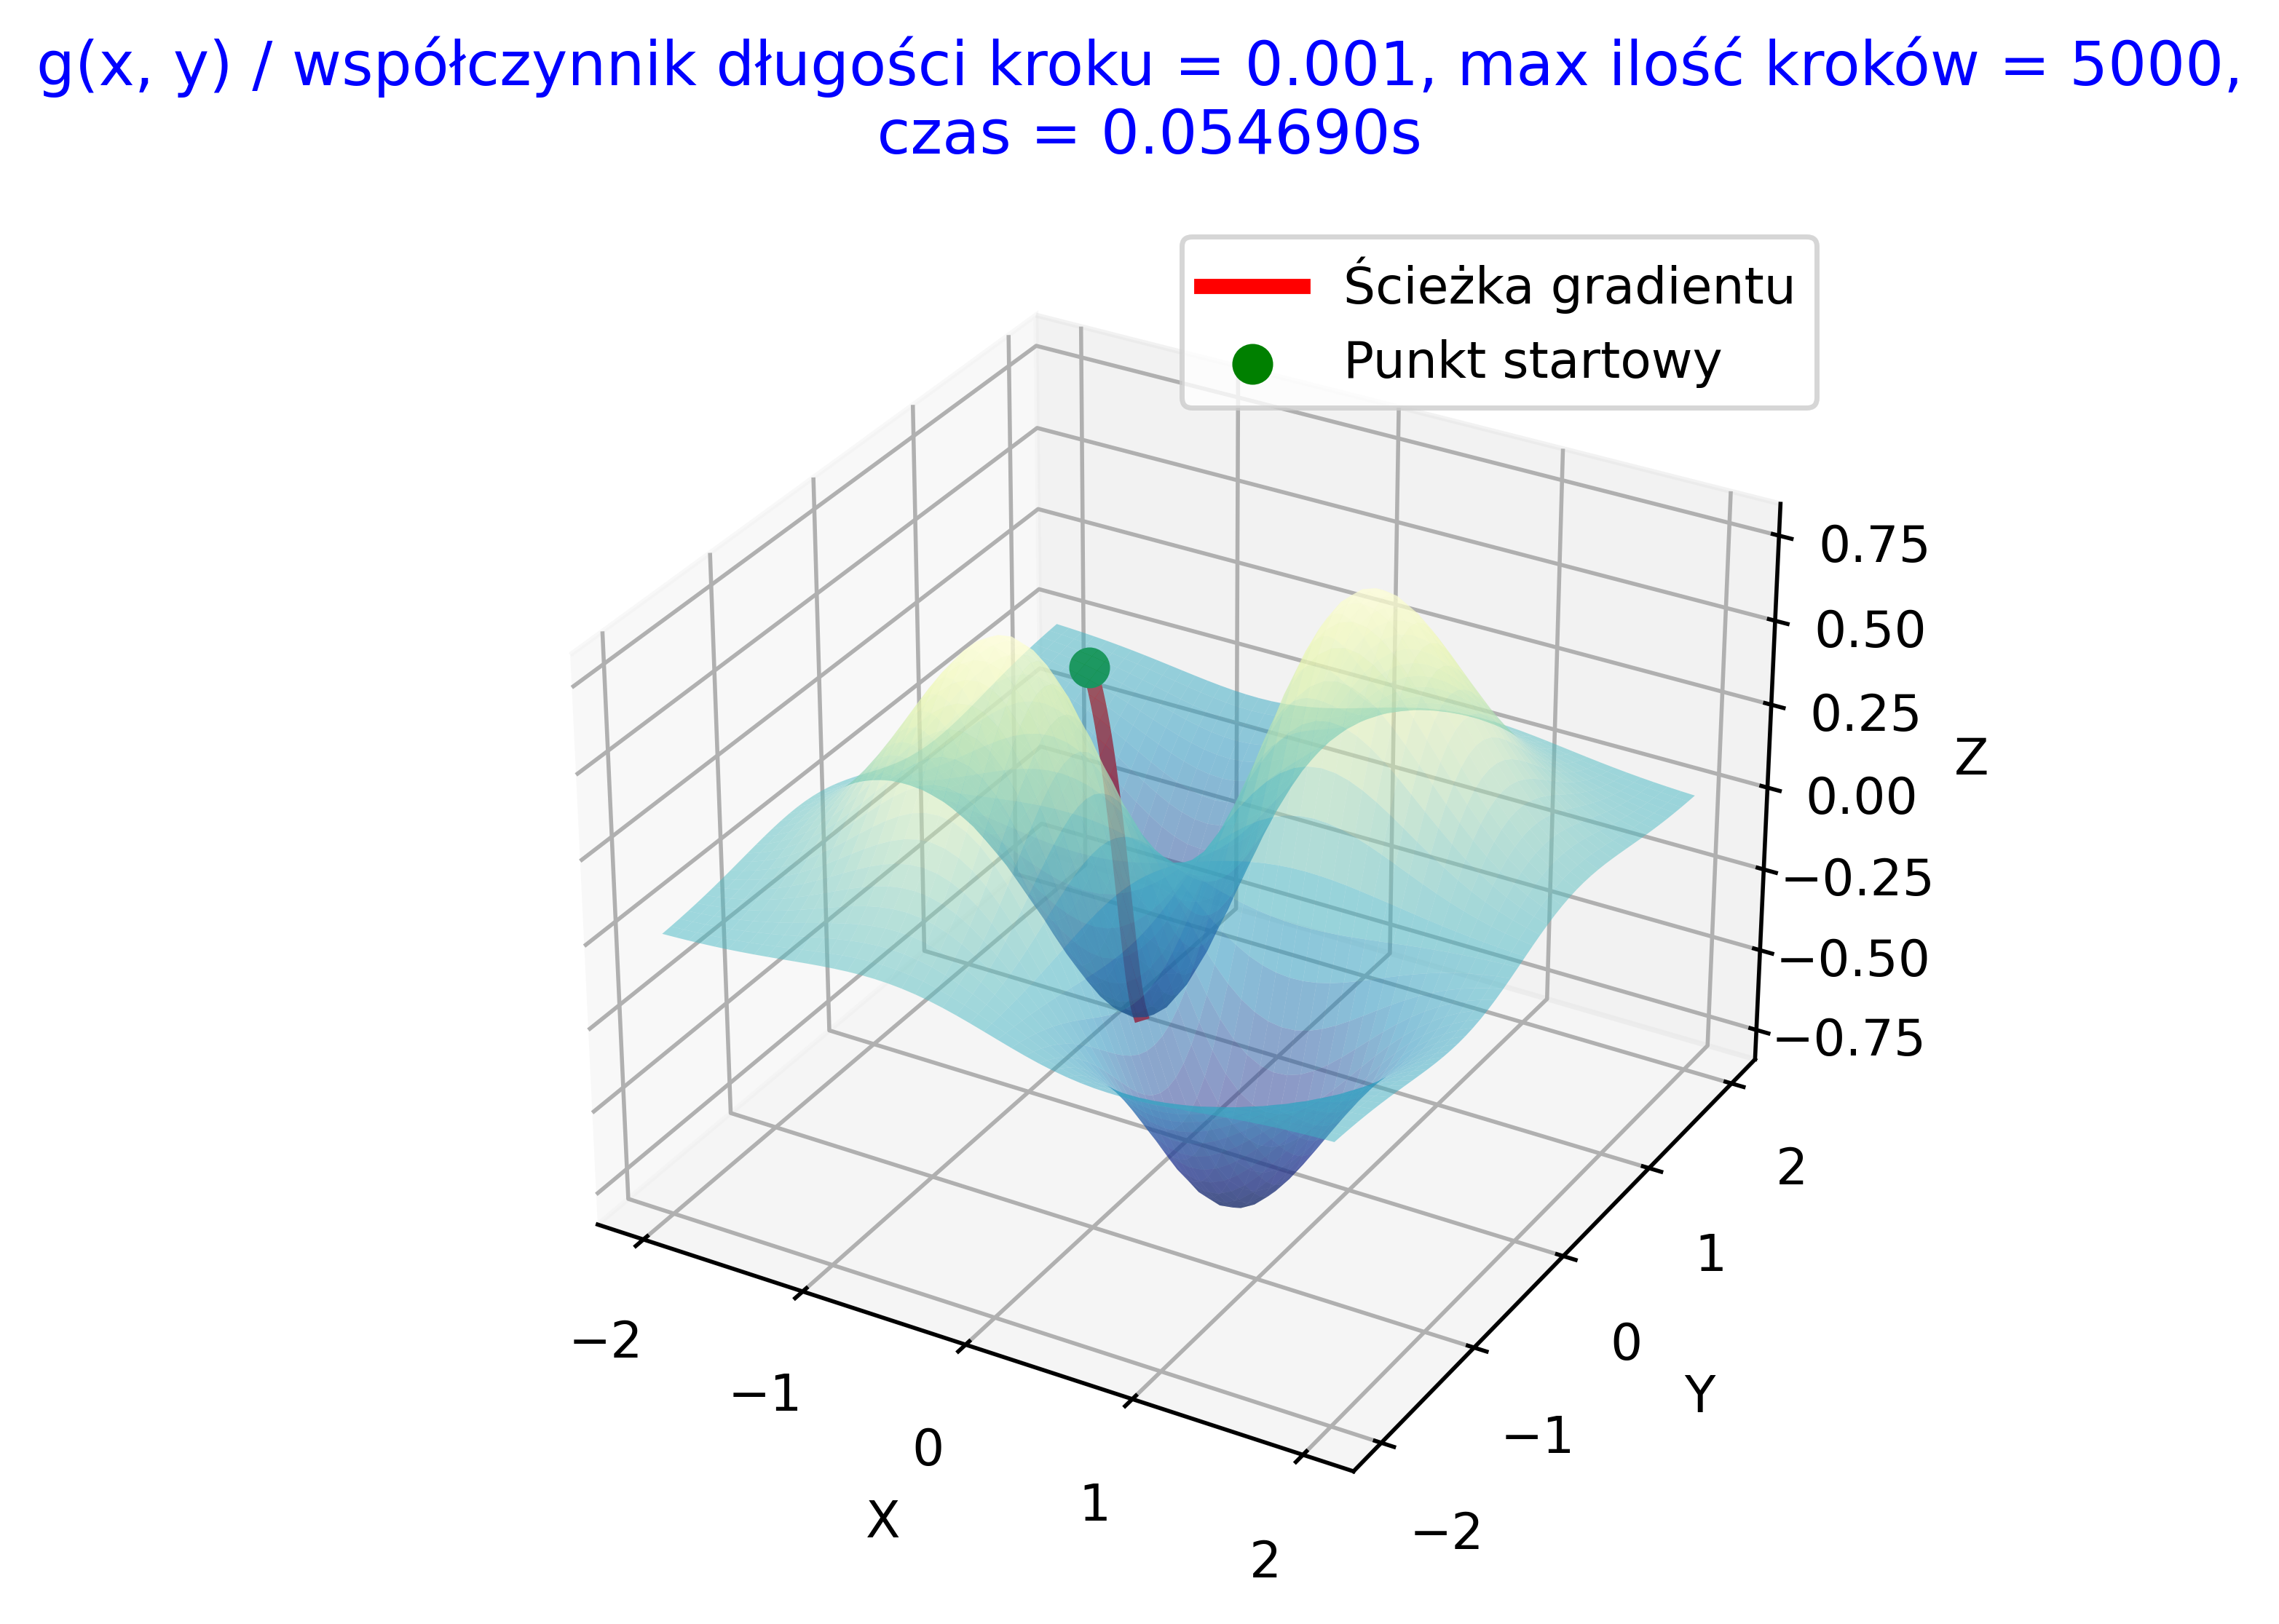 g(x, y) / współczynnik długości kroku = 0.001, max ilość kroków = 5000,
czas = 0.054690s
Ścieżka gradientu
Punkt startowy
0.75
0.50
0.25
0.00
−0.25
−0.50
−0.75
Z
−2
−1
0
1
2
X
−2
−1
0
1
2
Y